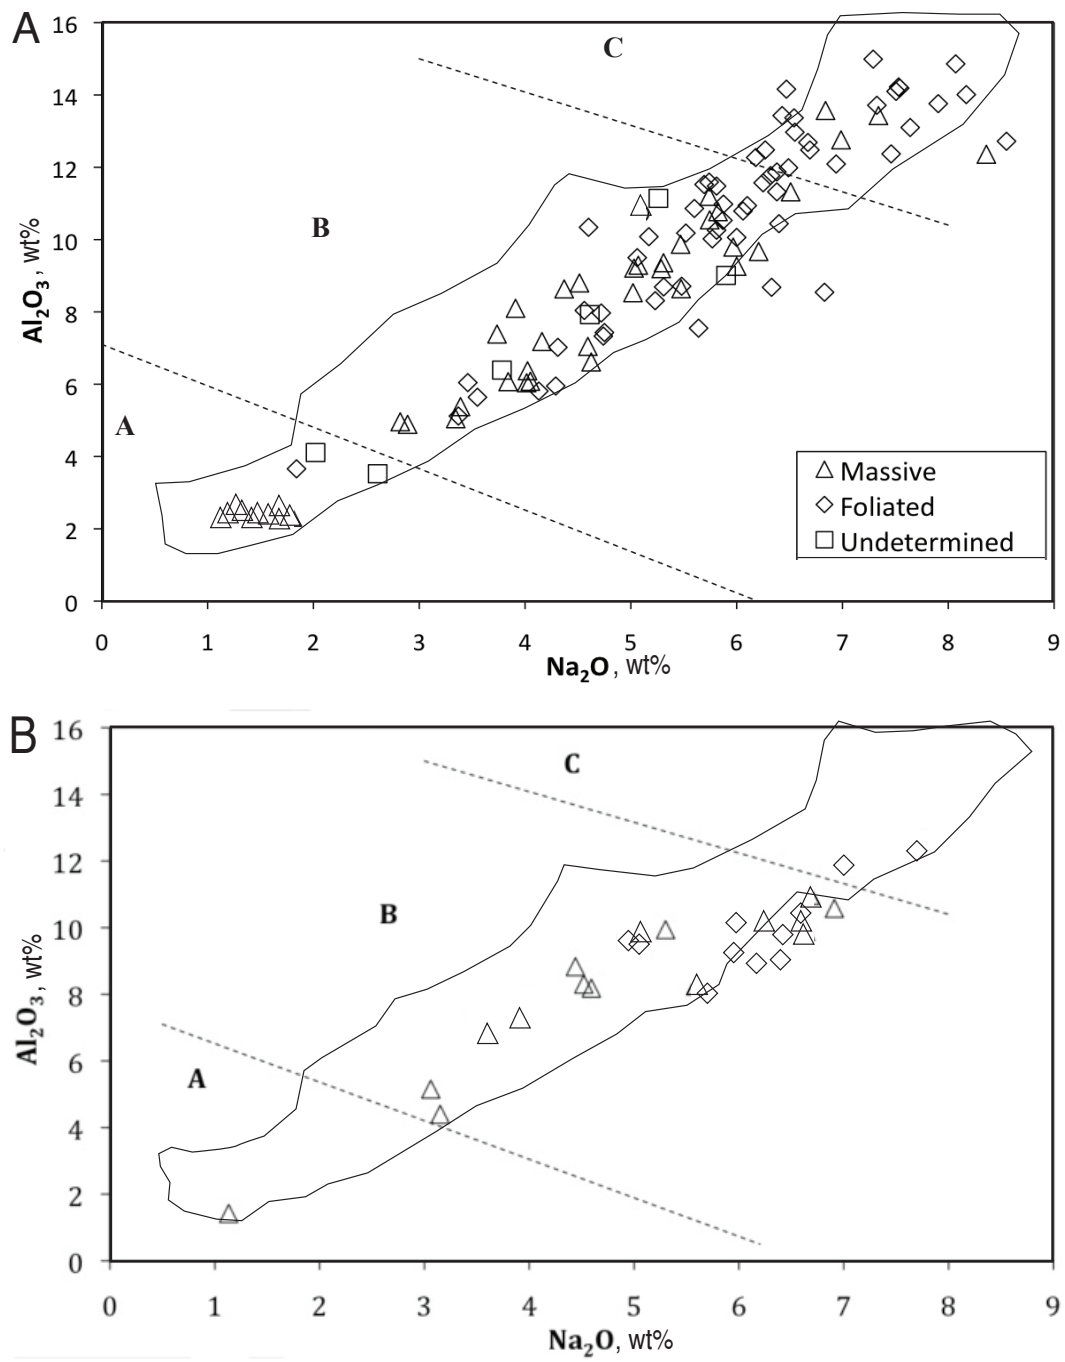 A
16
14
12
10
8
6
4
2
0
Al₂O₃, wt%
C
B
A
Massive
Foliated
Undetermined
0 1 2 3 4 5 6 7 8 9
Na₂O, wt%
B
16
14
12
10
8
6
4
2
0
Al₂O₃, wt%
C
B
A
0 1 2 3 4 5 6 7 8 9
Na₂O, wt%